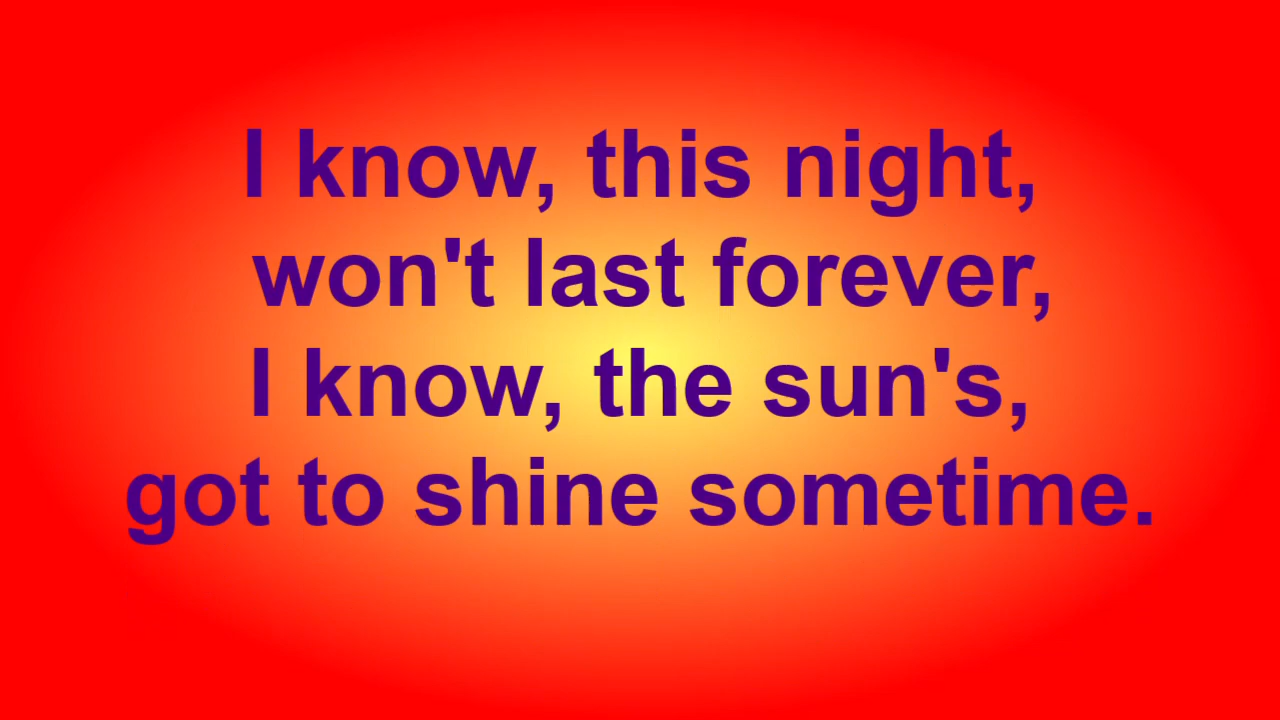 I know, this night,
won't last forever,
I know, the sun's,
got to shine sometime.